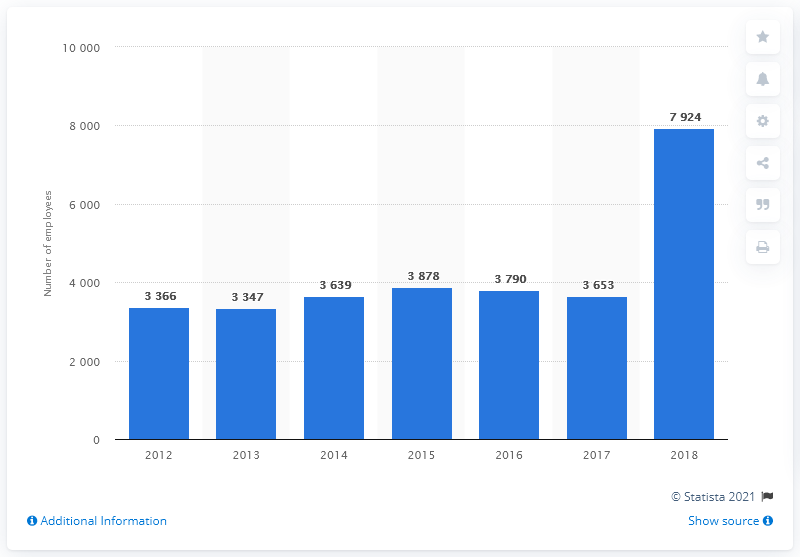 10 000
8 000
6 000
4 000
2 000
0
Number of employees
3 366
3 347
3 639
3 878
3 790
3 653
7 924
2012 2013 2014 2015 2016 2017 2018
© Statista 2021
Additional Information
Show source